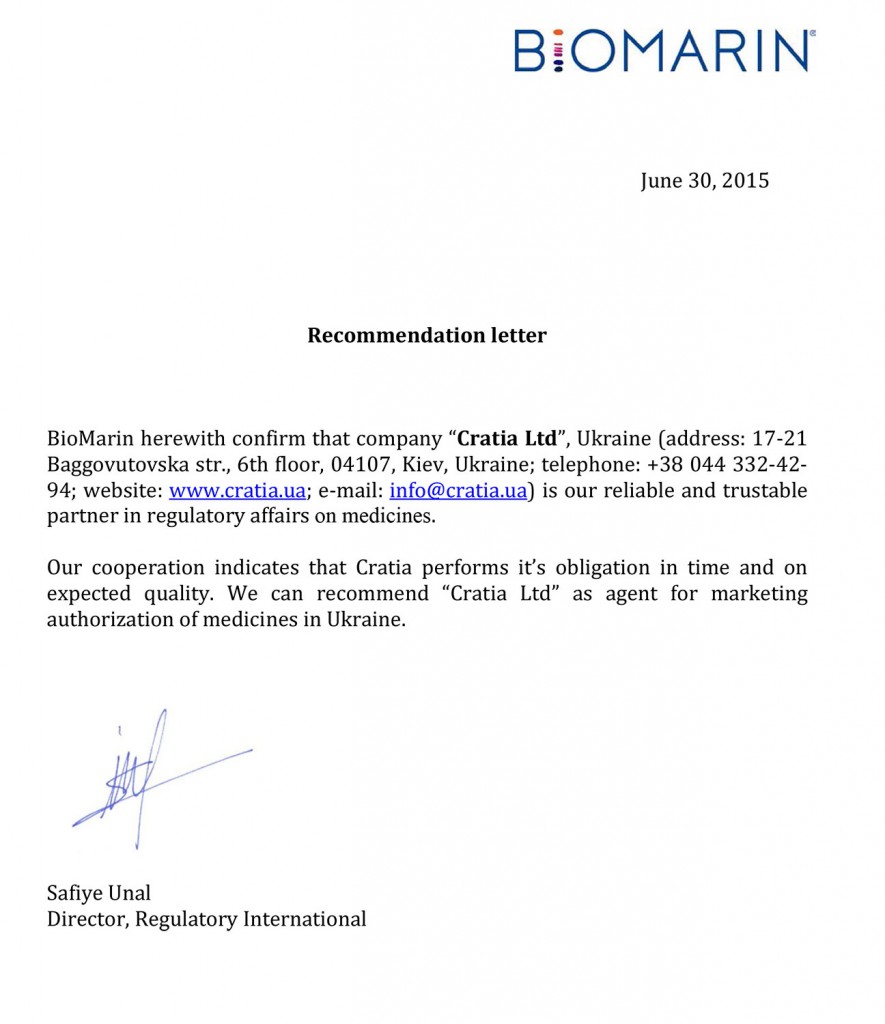 BiOMARIN®
June 30, 2015
Recommendation letter
BioMarin herewith confirm that company “Cratia Ltd”, Ukraine (address: 17-21
Baggovutovska str., 6th floor, 04107, Kiev, Ukraine; telephone: +38 044 332-42-
94; website: www.cratia.ua; e-mail: info@cratia.ua) is our reliable and trustable
partner in regulatory affairs on medicines.
Our cooperation indicates that Cratia performs it’s obligation in time and on
expected quality. We can recommend “Cratia Ltd” as agent for marketing
authorization of medicines in Ukraine.
Safiye Unal
Director, Regulatory International